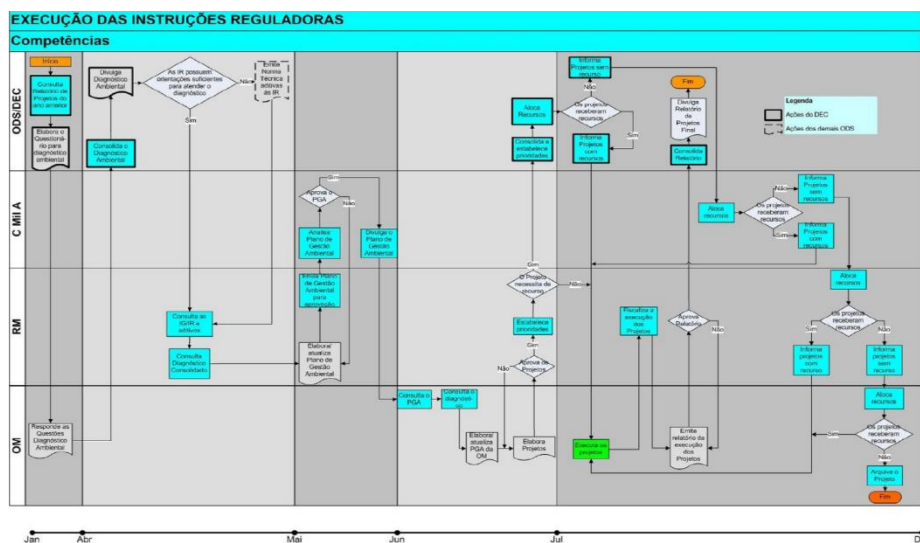 EXECUÇÃO DAS INSTRUÇÕES REGULADORAS
Competências
ODS/DEC
Início
Consulta
Relatório de
Projetos do
ano anterior
Elabora o
Questioná-
rio para
diagnóstico
ambiental
Divulga
Diagnóstico
Ambiental
Consolida o
Diagnóstico
Ambiental
As IR possuem
orientações suficientes
para atender o
diagnóstico
Não
Sim
Emite
Norma
Técnica
às IR
Informa
Projetos sem
recurso
Não
Aloca
Recursos
Os projetos
receberam
recursos
Sim
Consolida e
estabelece
prioridades
Informa
Projetos com
recursos
Fim
Divulga
Relatório
de
Projetos
Final
Consolida
Relatório
Legenda
Ações do DEC
Ações dos demais ODS
C Mil A
Sim
Aprova o
PGA
Não
Analisa
Plano de
Gestão
Ambiental
Divulga o
Plano de
Gestão
Ambiental
Aloca
recursos
Os projetos
receberam
recursos
Não
Sim
Informa
Projetos sem
recursos
Informa
Projetos com
recursos
RM
Consulta as
IG/IR e
aditivos
Consulta
Diagnóstico
Consolidado
Envia Plano
de Gestão
Ambiental
para
aprovação
Elabora/
atualiza
Plano de
Gestão
Ambiental
Sim
O Projeto
necessita de
recurso
Não
Estabelece
prioridades
Sim
Aprova os
Projetos
Não
Fiscaliza a
execução
dos
Projetos
Aprova
Relatório
Não
Aloca
recursos
Os projetos
receberam
recursos
Sim
Não
Informa
projetos
com
recurso
Informa
projetos
sem
recurso
OM
Responde as
Questões
Diagnóstico
Ambiental
Consulta o
PGA
Consulta o
Elabora/
atualiza
PGA da
OM
Elabora
Projetos
Executa os
projetos
Emite
relatório da
execução
dos
Projetos
Aloca
recursos
Os projetos
receberam
recursos
Sim
Não
Arquiva o
Projeto
Fim
Jan
Abr
Mai
Jun
Jul